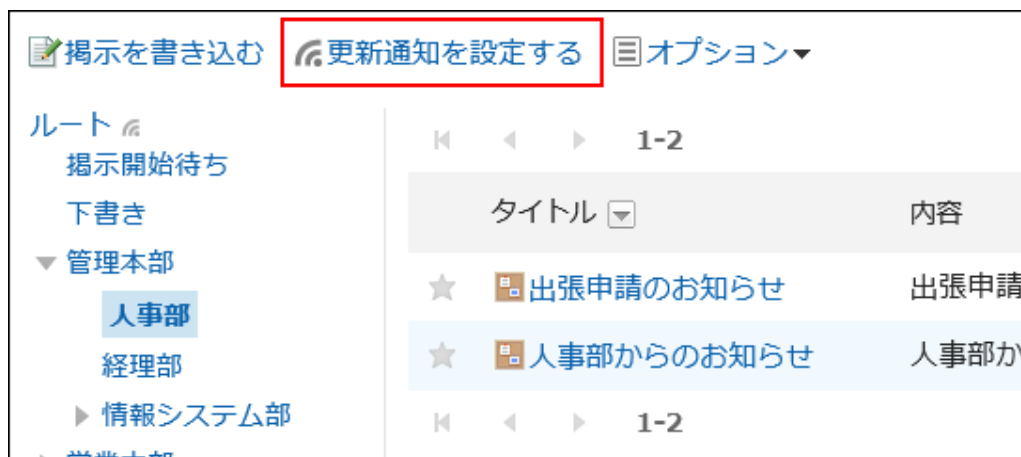 掲示を書き込む 更新通知を設定する オプション
ルート
掲示開始待ち
下書き
管理本部
人事部
経理部
情報システム部
営業本部
1-2
タイトル 内容
出張申請のお知らせ 出張申請
人事部からのお知らせ 人事部か
1-2